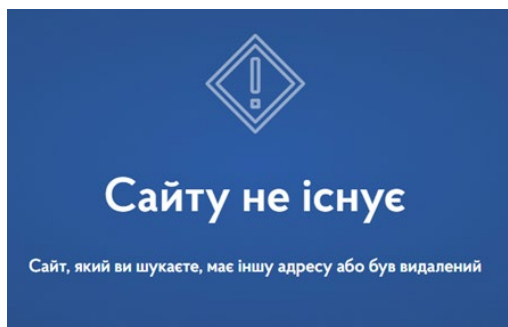 Сайту не існує
Сайт, який ви шукаєте, має іншу адресу або був видалений